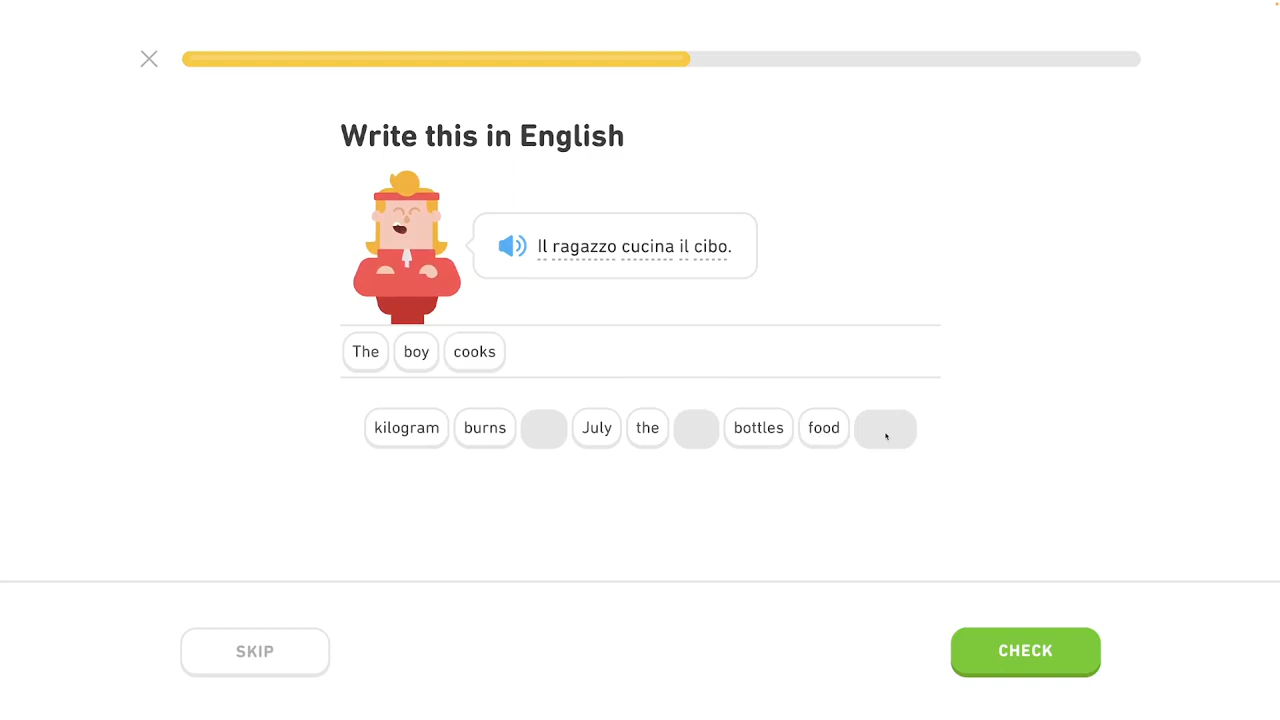 Write this in English
Il ragazzo cucina il cibo.
The boy cooks
kilogram burns July the bottles food
SKIP
CHECK